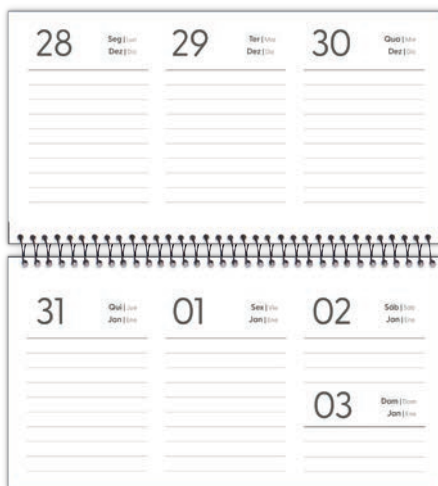 28 Seg|Lun
Dez|Dic
29 Ter|Mar
Dez|Dic
30 Qua|Mie
Dez|Dic
31 Qui|Jue
Jan|Ene
01 Sex|Vie
Jan|Ene
02 Sáb|Sáb
Jan|Ene
03 Dom|Dom
Jan|Ene